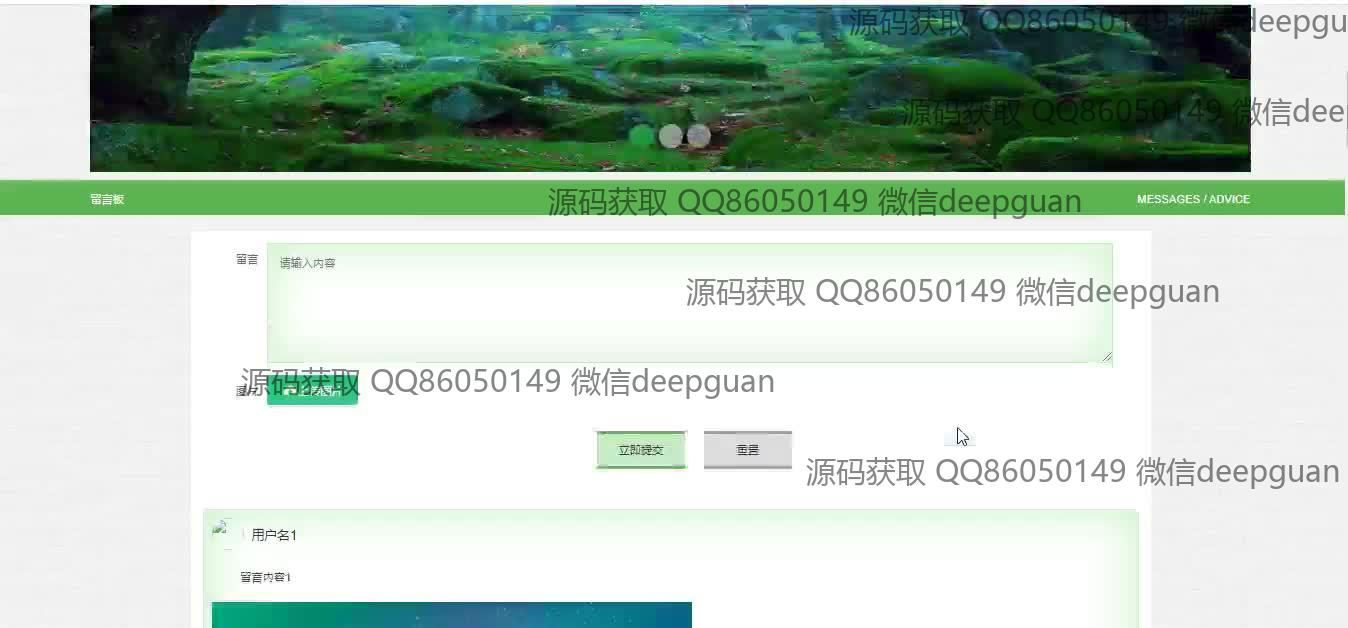 源码获取 QQ86050149 微信deepgu
源码获取 QQ86050149 微信deep
留言板
源码获取 QQ86050149 微信deepguan
MESSAGES / ADVICE
留言
请输入内容
源码获取 QQ86050149 微信deepguan
源码获取 QQ86050149 微信deepguan
立即提交
重置
源码获取 QQ86050149 微信deepguan
用户名1
留言内容1